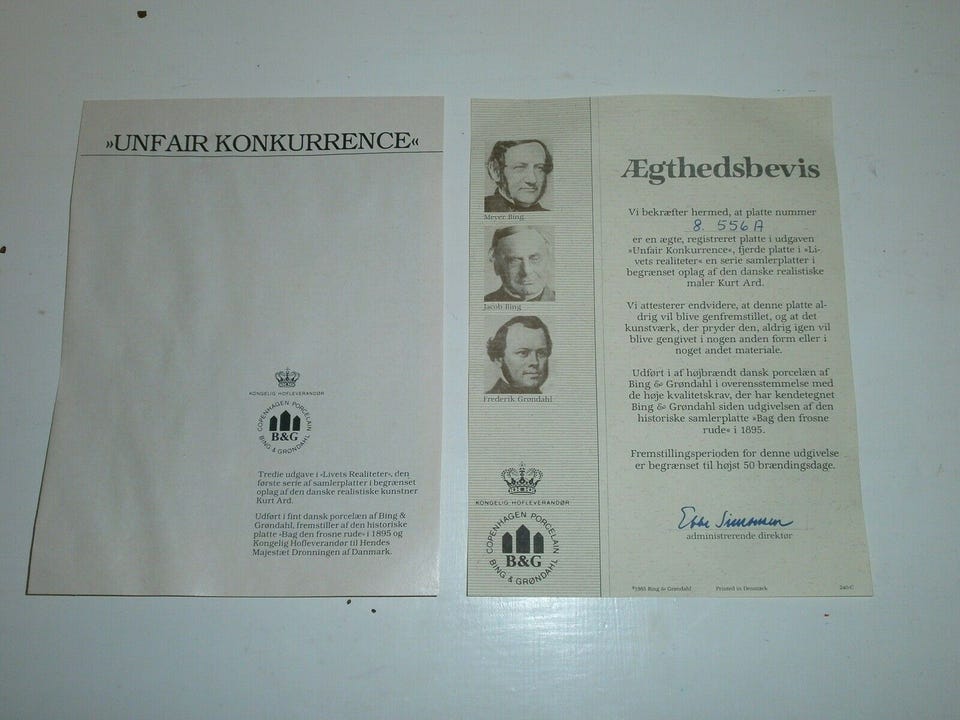 »UNFAIR KONKURRENCE«
KONGELIG HOFLEVERANDØR
COPENHAGEN PORCELAIN
B&G
BING & GRØNDAHL
Tredie udgave i »Livets Realiteter«, den
første serie af samlerplatter i begrænset
oplag af den danske realistiske kunstner
Kurt Ard.
Udført i fint dansk porcelæn af Bing &
Grøndahl, fremstiller af den historiske
platte »Bag den frosne rude« i 1895 og
Kongelig Hofleverandør til Hendes
Majestæt Dronningen af Danmark.
Meyer Bing
Jacob Bing
Frederik Grøndahl
KONGELIG HOFLEVERANDØR
COPENHAGEN PORCELAIN
B&G
BING & GRØNDAHL
Ægthedsbevis
Vi bekræfter hermed, at platte nummer
8. 556 A
er en ægte, registreret platte i udgaven
»Unfair Konkurrence«, fjerde platte i »Li-
vets realiteter« en serie samlerplatter i
begrænset oplag af den danske realistiske
maler Kurt Ard.
Vi attesterer endvidere, at denne platte al-
drig vil blive genfremstillet, og at det
kunstværk, der pryder den, aldrig igen vil
blive gengivet i nogen anden form eller i
noget andet materiale.
Udført i af højbrændt dansk porcelæn af
Bing & Grøndahl i overensstemmelse med
de høje kvalitetskrav, der har kendetegnet
Bing & Grøndahl siden udgivelsen af den
historiske samlerplatte »Bag den frosne
rude« i 1895.
Fremstillingsperioden for denne udgivelse
er begrænset til højst 50 brændingsdage.
administrerende direktør
Bing & Grøndahl Printed in Denmark